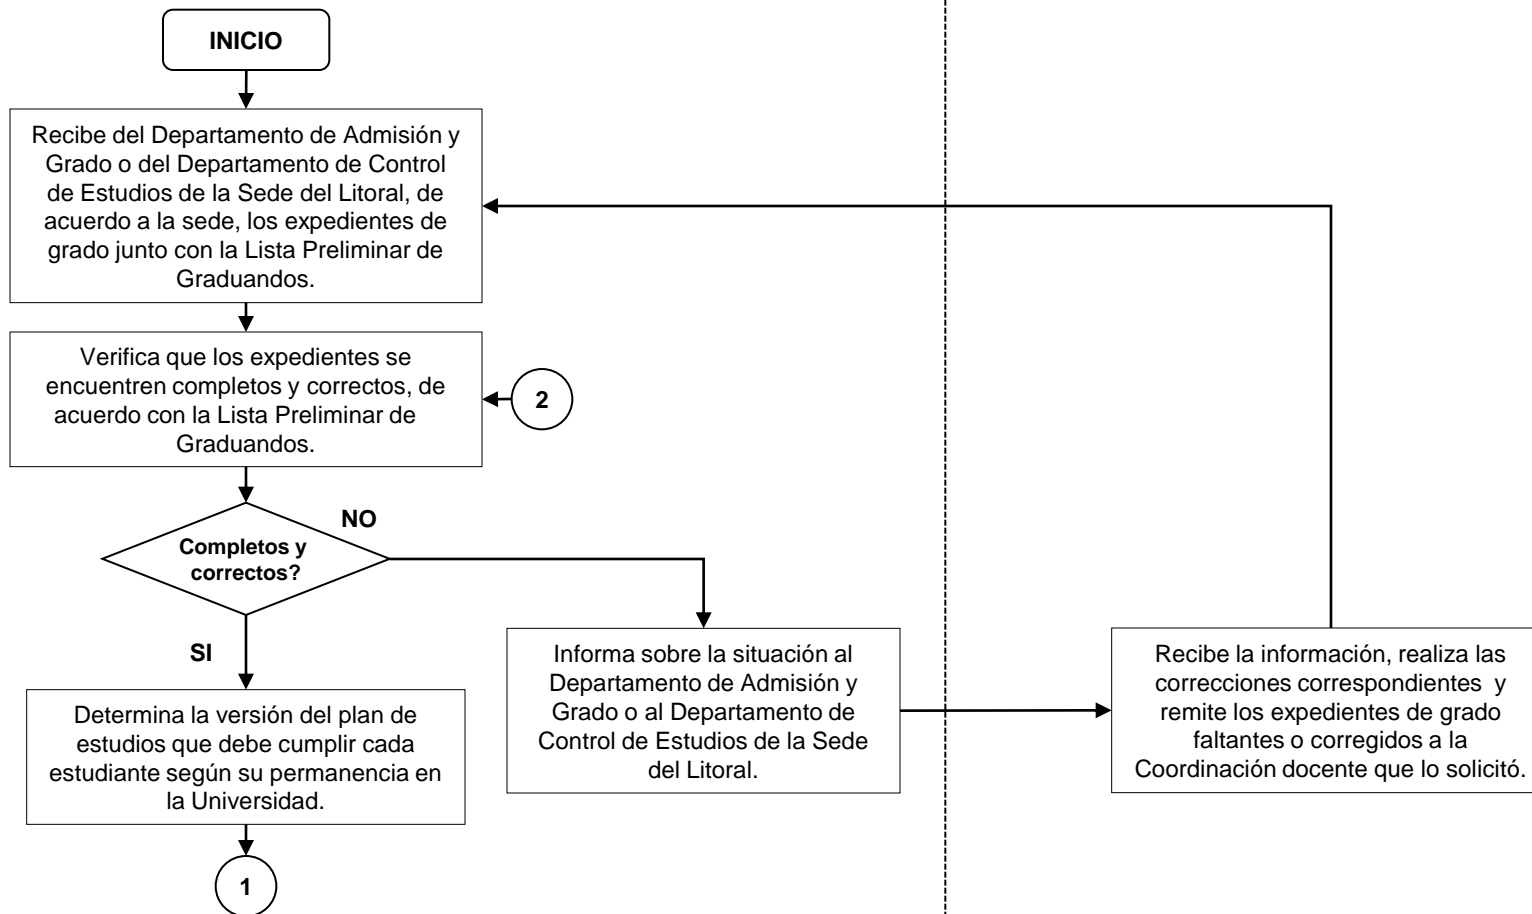 INICIO
Recibe del Departamento de Admisión y
Grado o del Departamento de Control
de Estudios de la Sede del Litoral, de
acuerdo a la sede, los expedientes de
grado junto con la Lista Preliminar de
Graduandos.
Verifica que los expedientes se
encuentren completos y correctos, de
acuerdo con la Lista Preliminar de
Graduandos.
2
Completos y
correctos?
NO
SI
Determina la versión del plan de
estudios que debe cumplir cada
estudiante según su permanencia en
la Universidad.
1
Informa sobre la situación al
Departamento de Admisión y
Grado o al Departamento de
Control de Estudios de la Sede
del Litoral.
Recibe la información, realiza las
correcciones correspondientes y
remite los expedientes de grado
faltantes o corregidos a la
Coordinación docente que lo solicitó.